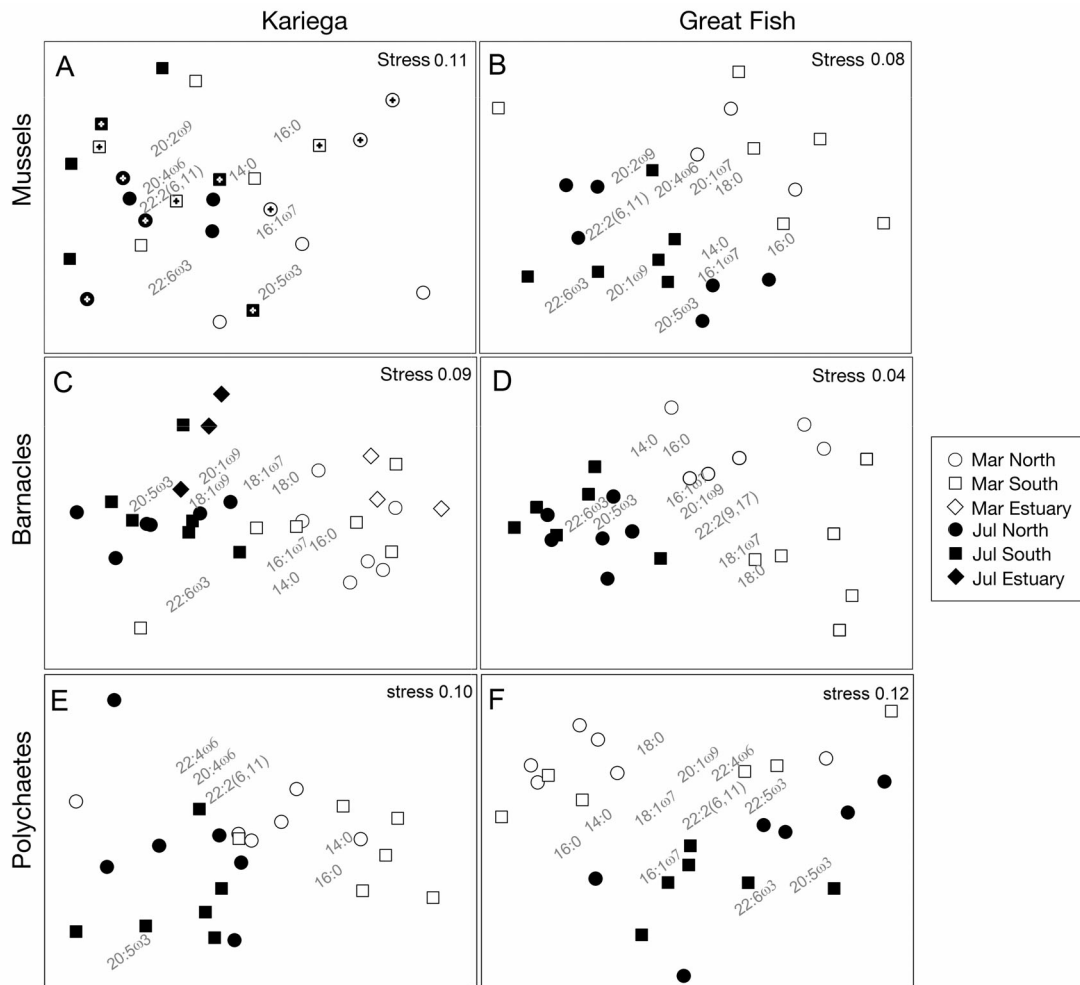 Kariega
Great Fish
Mussels
A
Stress 0.11
20:2ω9
16:0
20:4ω6
22:2(6,11)
14:0
16:1ω7
22:6ω3
20:5ω3
B
Stress 0.08
20:2ω9
20:4ω6
20:1ω7
18:0
22:2(6,11)
14:0
16:1ω7
16:0
22:6ω3
20:1ω9
20:5ω3
Barnacles
C
Stress 0.09
20:5ω3
20:1ω9
18:1ω9
18:1ω7
18:0
16:1ω7
16:0
14:0
22:6ω3
D
Stress 0.04
14:0
16:0
22:6ω3
20:5ω3
16:1ω7
20:1ω9
22:2(9,17)
18:1ω7
18:0
Mar North
Mar South
Mar Estuary
Jul North
Jul South
Jul Estuary
Polychaetes
E
stress 0.10
22:4ω6
20:4ω6
22:2(6,11)
14:0
16:0
20:5ω3
F
stress 0.12
18:0
20:1ω9
22:4ω6
18:1ω7
22:2(6,11)
22:5ω3
14:0
16:0
16:1ω7
22:6ω3
20:5ω3